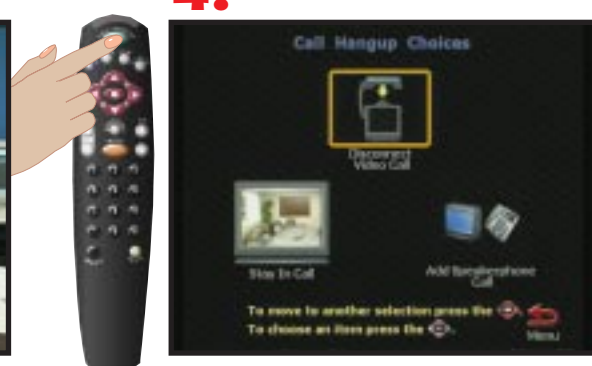 4.
Call Hangup Choices
Disconnect
Video Call
Stay In Call
Add Speakerphone
Call
To move to another selection press the
To choose an item press the .
Menu